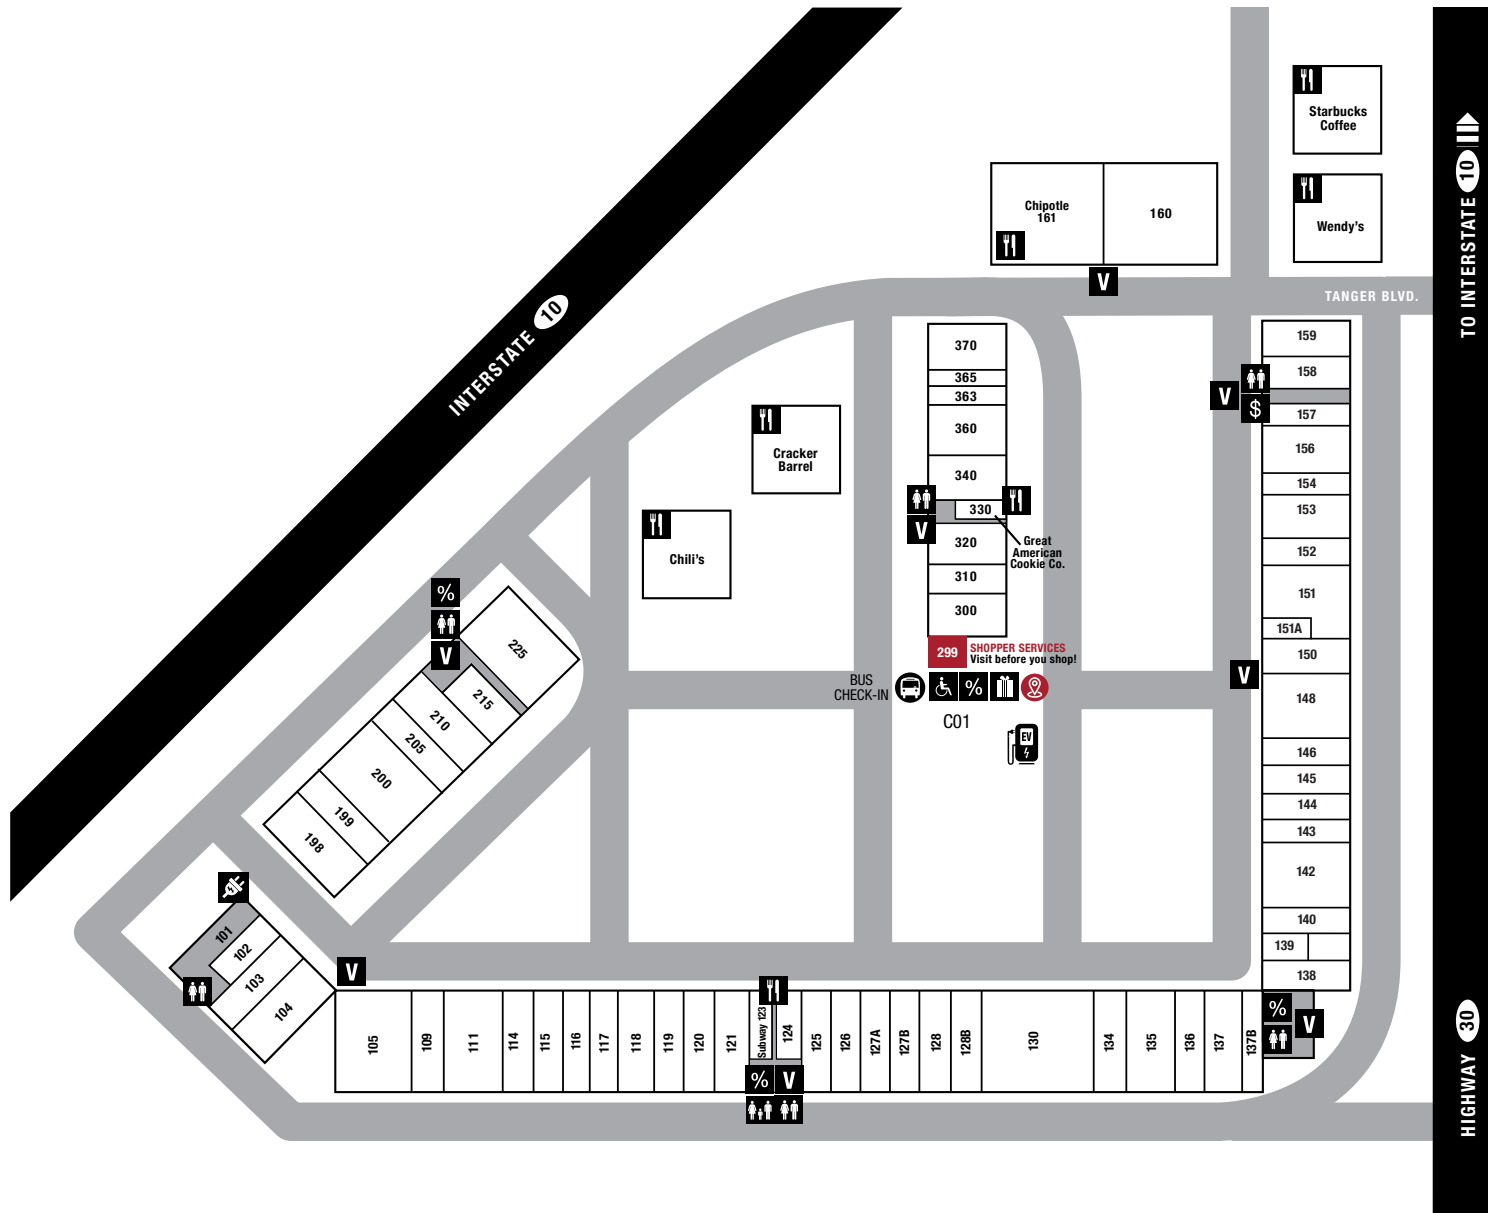 Starbucks
Coffee
TO INTERSTATE 10
Wendy's
Chipotle
161
160
V
TANGER BLVD.
INTERSTATE 10
370
365
363
360
340
330
V
320
310
300
Great
American
Cookie Co.
159
158
V
$
157
156
154
153
152
151
151A
150
V
148
146
145
144
143
142
140
139
138
Cracker
Barrel
Chili's
%
V
225
215
210
205
200
199
198
299
SHOPPER SERVICES
Visit before you shop!
BUS
CHECK-IN
%
C01
EV
101
102
103
104
V
105
109
111
114
115
116
117
118
119
120
121
Subway 123
124
125
126
127A
127B
128
128B
130
134
135
136
137
137B
%
V
%
V
HIGHWAY 30